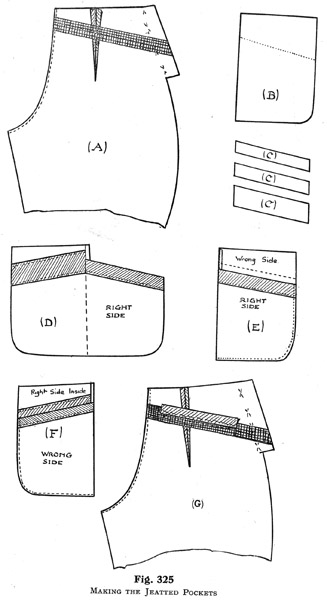 (A)
(B)
(C)
(C)
(C)
(D)
RIGHT
SIDE
Wrong Side
RIGHT
SIDE
(E)
Right Side Inside
(F)
WRONG
SIDE
(G)
Fig. 325
MAKING THE JEATTED POCKETS